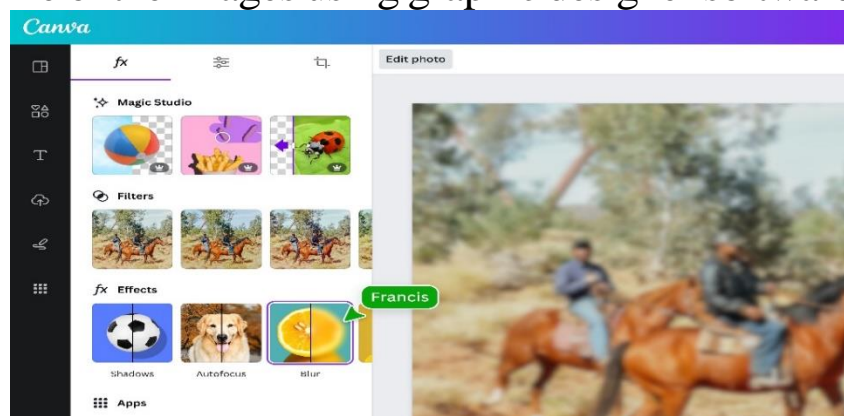 Canva
fx
Edit photo
Magic Studio
Filters
fx Effects
Francis
Shadows
Autofocus
Blur
Apps